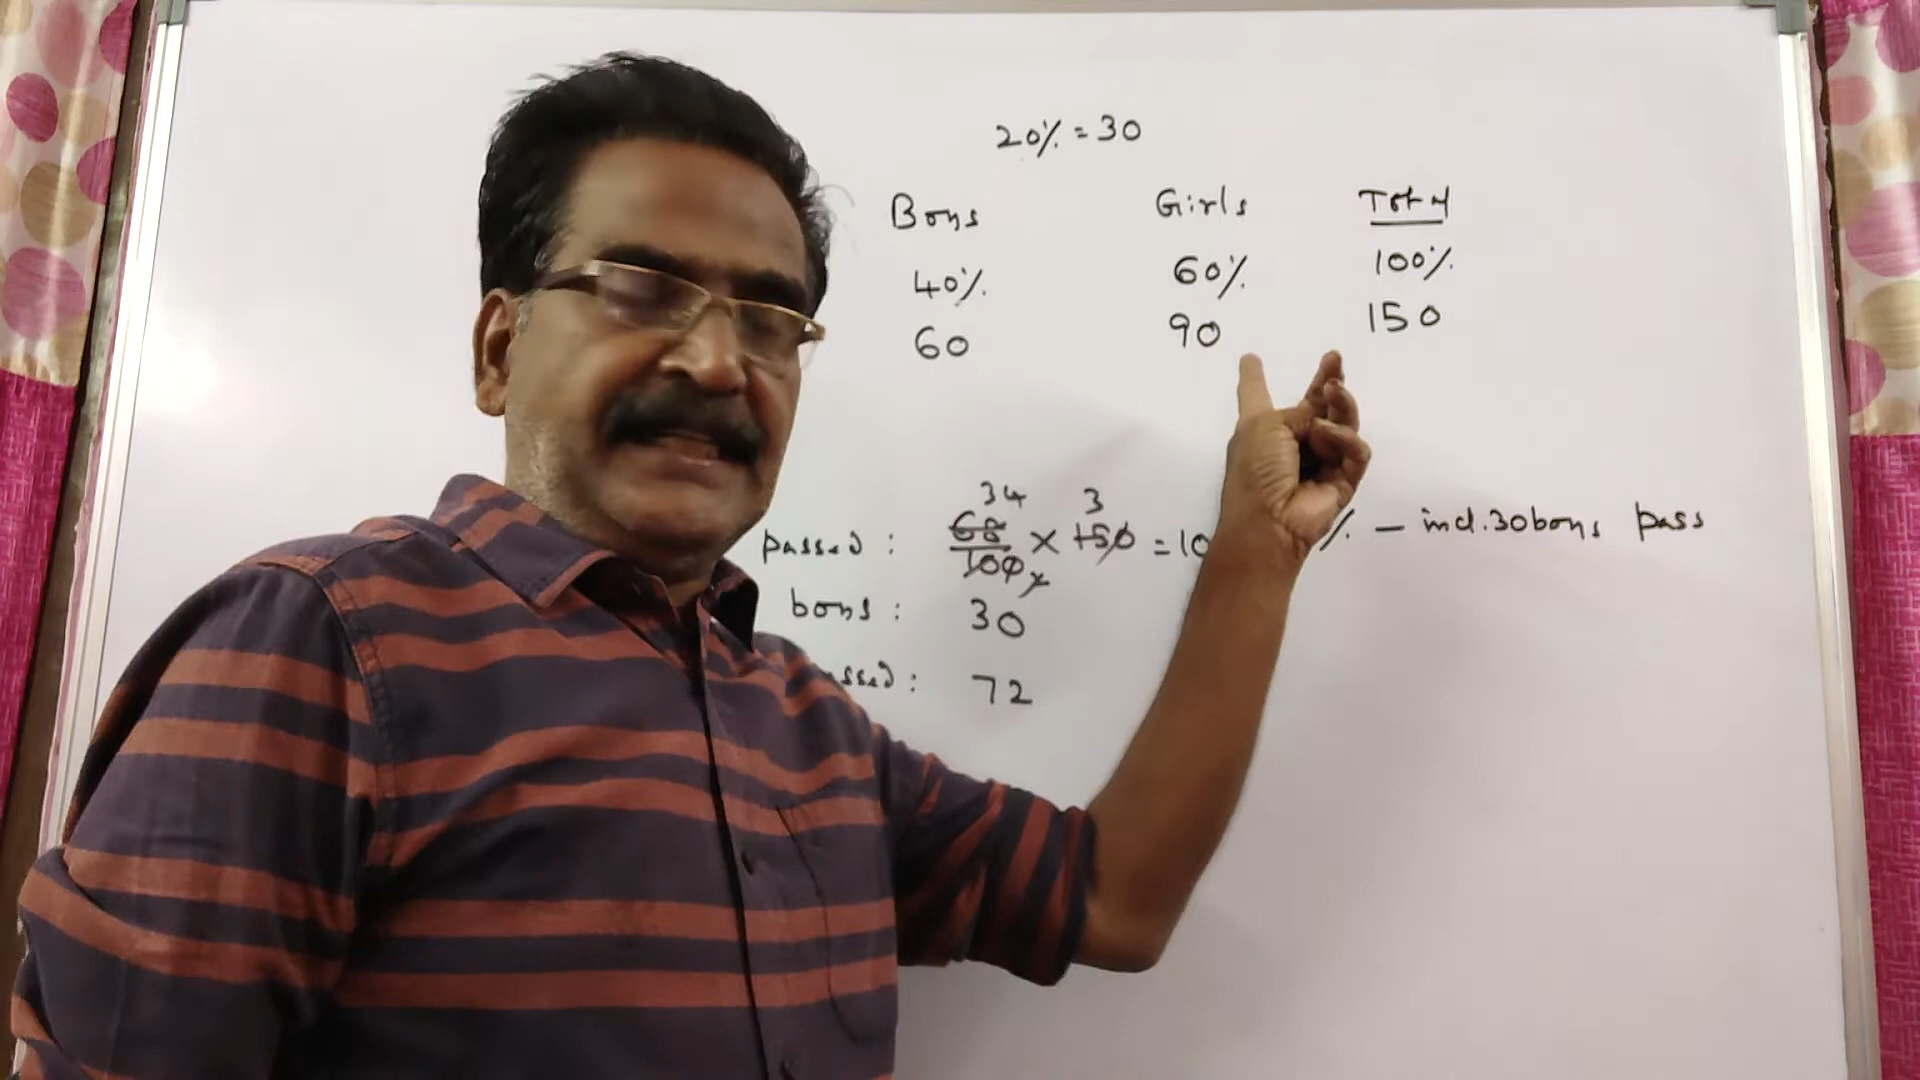 20% = 30
Boys Girls Total
40% 60% 100%
60 90 150
34 3
passed : 68/100 × 150 = 10 % - incl. 30 boys pass
boys : 30
ssed : 72